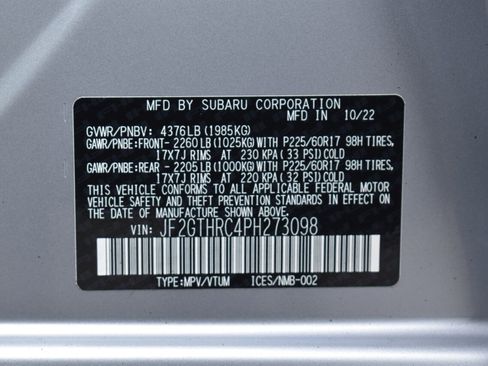 MFD BY SUBARU CORPORATION 10/22
GVWR/PNBV: 4376LB(1985KG)
GAWR/PNBE:FRONT- 2260LB(1025KG)WITH P225/60R17 98H TIRES,
17X7J RIMS AT 230 KPA(33 PSI)COLD
GAWR/PNBE:REAR - 2205LB(1000KG)WITH P225/60R17 98H TIRES,
17X7J RIMS AT 220 KPA(32 PSI)COLD
THIS VEHICLE CONFORMS TO ALL APPLICABLE FEDERAL MOTOR
VEHICLE SAFETY AND THEFT PREVENTION STANDARDS IN
EFFECT ON THE DATE OF MANUFACTURE SHOWN ABOVE.
VIN: JF2GTHRC4PH273098
TYPE:MPV/VTUM ICES/NMB-002